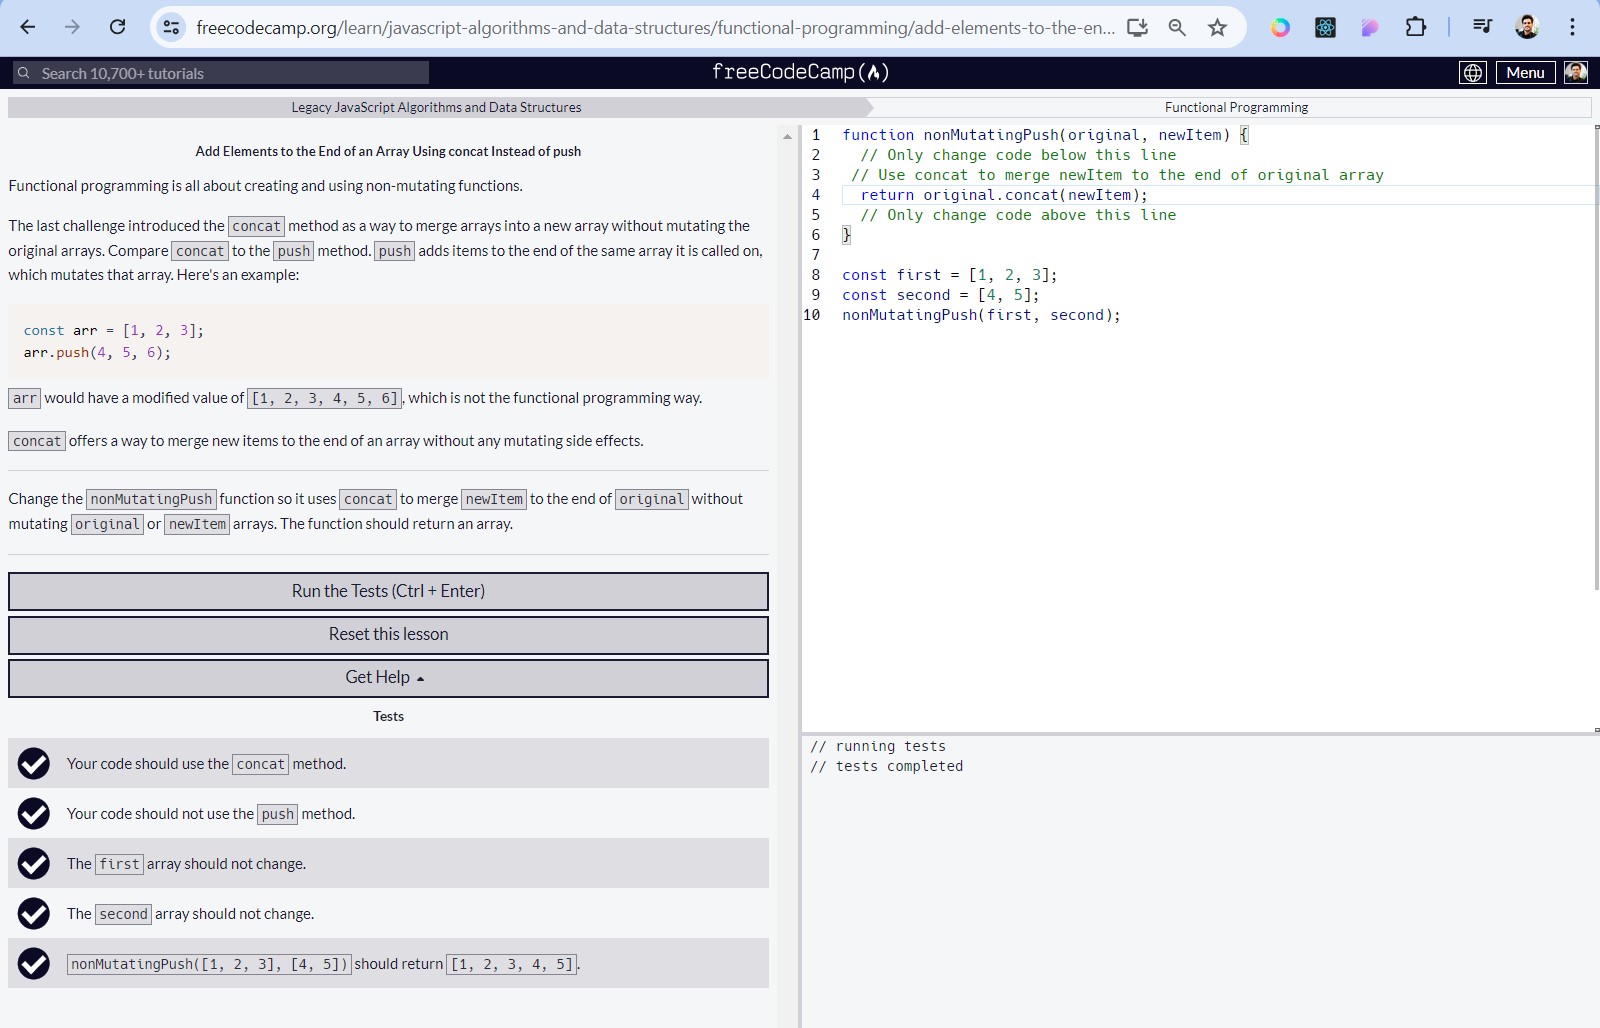 freecodecamp.org/learn/javascript-algorithms-and-data-structures/functional-programming/add-elements-to-the-en...
Search 10,700+ tutorials
freeCodeCamp(🔥)
Menu
Legacy JavaScript Algorithms and Data Structures
Functional Programming
Add Elements to the End of an Array Using concat Instead of push
Functional programming is all about creating and using non-mutating functions.
The last challenge introduced the concat method as a way to merge arrays into a new array without mutating the
original arrays. Compare concat to the push method. push adds items to the end of the same array it is called on,
which mutates that array. Here's an example:
const arr = [1, 2, 3];
arr.push(4, 5, 6);
arr would have a modified value of [1, 2, 3, 4, 5, 6], which is not the functional programming way.
concat offers a way to merge new items to the end of an array without any mutating side effects.
Change the nonMutatingPush function so it uses concat to merge newItem to the end of original without
mutating original or newItem arrays. The function should return an array.
Run the Tests (Ctrl + Enter)
Reset this lesson
Get Help
Tests
Your code should use the concat method.
Your code should not use the push method.
The first array should not change.
The second array should not change.
nonMutatingPush([1, 2, 3], [4, 5]) should return [1, 2, 3, 4, 5].
1 function nonMutatingPush(original, newItem) {
2 // Only change code below this line
3 // Use concat to merge newItem to the end of original array
4 return original.concat(newItem);
5 // Only change code above this line
6 }
7
8 const first = [1, 2, 3];
9 const second = [4, 5];
10 nonMutatingPush(first, second);
// running tests
// tests completed